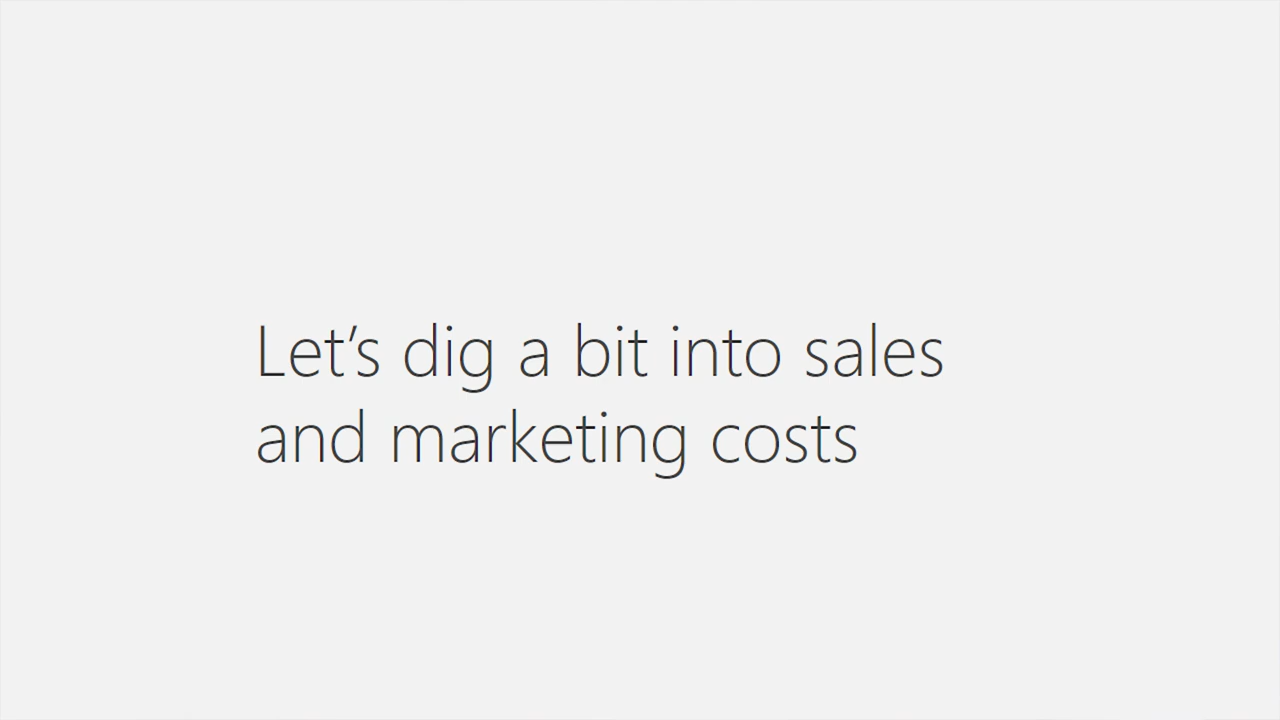 Let’s dig a bit into sales
and marketing costs